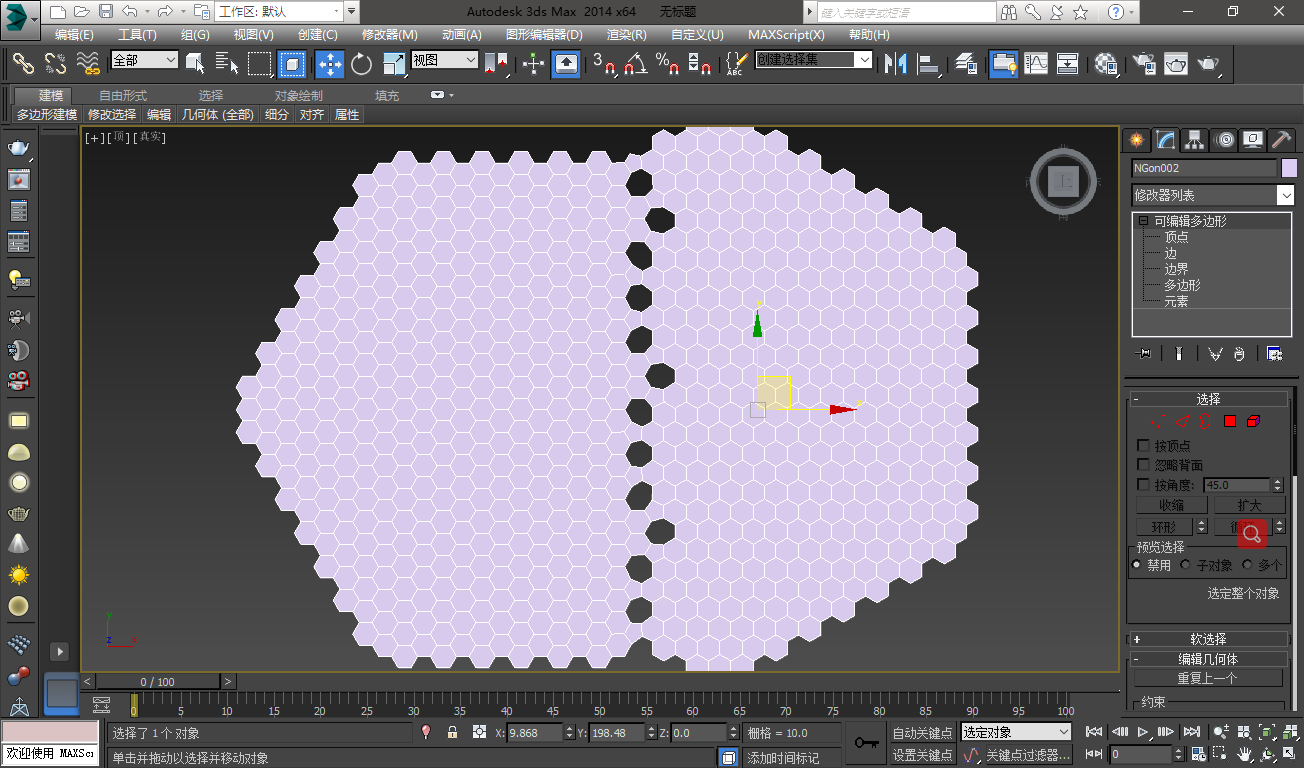 工作区: 默认
Autodesk 3ds Max  2014 x64    无标题
键入关键字或短语
编辑(E) 工具(T) 组(G) 视图(V) 创建(C) 修改器(M) 动画(A) 图形编辑器(D) 渲染(R) 自定义(U) MAXScript(X) 帮助(H)
全部 视图 3 % ABC 创建选择集
建模 自由形式 选择 对象绘制 填充
多边形建模 修改选择 编辑 几何体 (全部) 细分 对齐 属性
[+][顶][真实]
上
NGon002
修改器列表
可编辑多边形
顶点
边
边界
多边形
元素
y
x
- 选择
按顶点
忽略背面
按角度: 45.0
收缩 扩大
环形
预览选择
禁用 子对象 多个
选定整个对象
+ 软选择
- 编辑几何体
重复上一个
约束
y
z x
< 0 / 100 >
0 5 10 15 20 25 30 35 40 45 50 55 60 65 70 75 80 85 90 95 100
选择了 1 个 对象 X: 9.868 Y: 198.48 Z: 0.0 栅格 = 10.0 自动关键点 选定对象
欢迎使用 MAXSc 单击并拖动以选择并移动对象 添加时间标记 设置关键点 关键点过滤器... 0